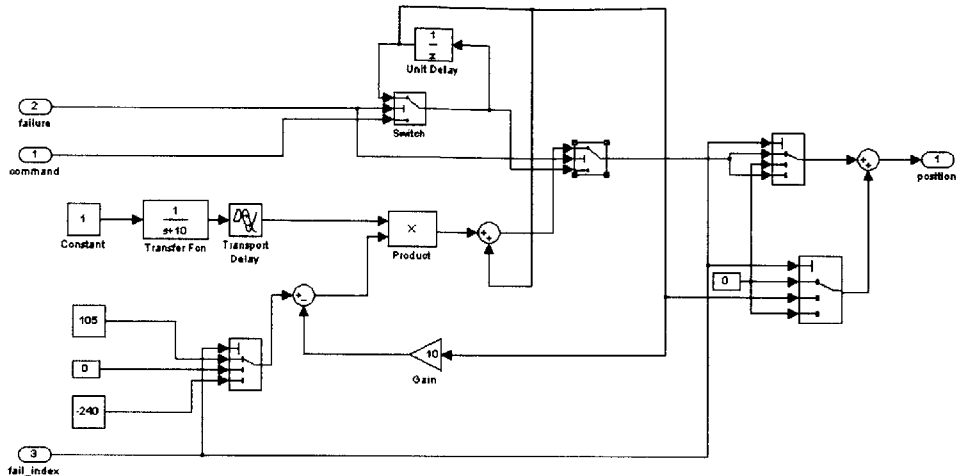 1
z
Unit Delay
2
failure
Switch
1
command
1
position
1
Constant
1
s+10
Transfer Fcn
Transport
Delay
×
Product
0
105
0
-240
10
Gain
3
fail_index